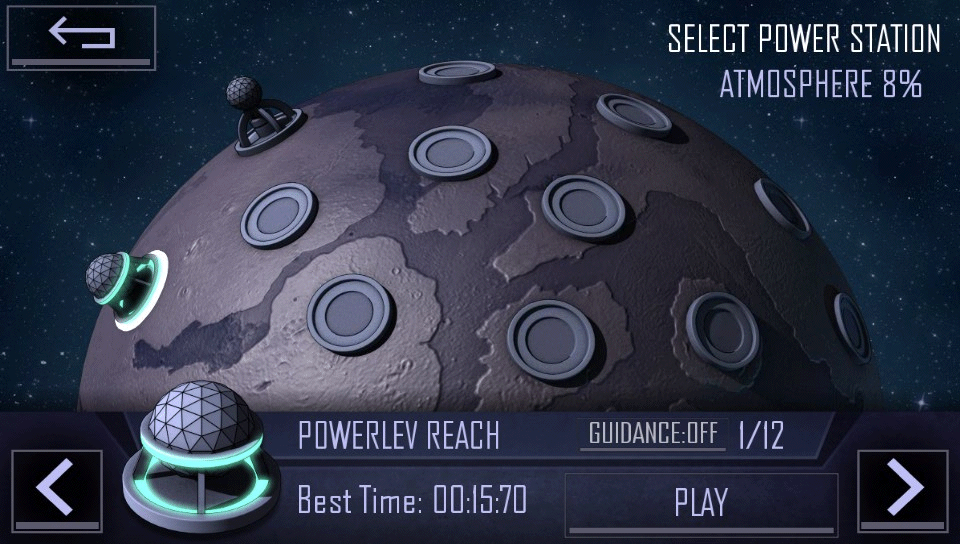 SELECT POWER STATION
ATMOSPHERE 8%
POWERLEV REACH
GUIDANCE:OFF
1/12
Best Time: 00:15:70
PLAY